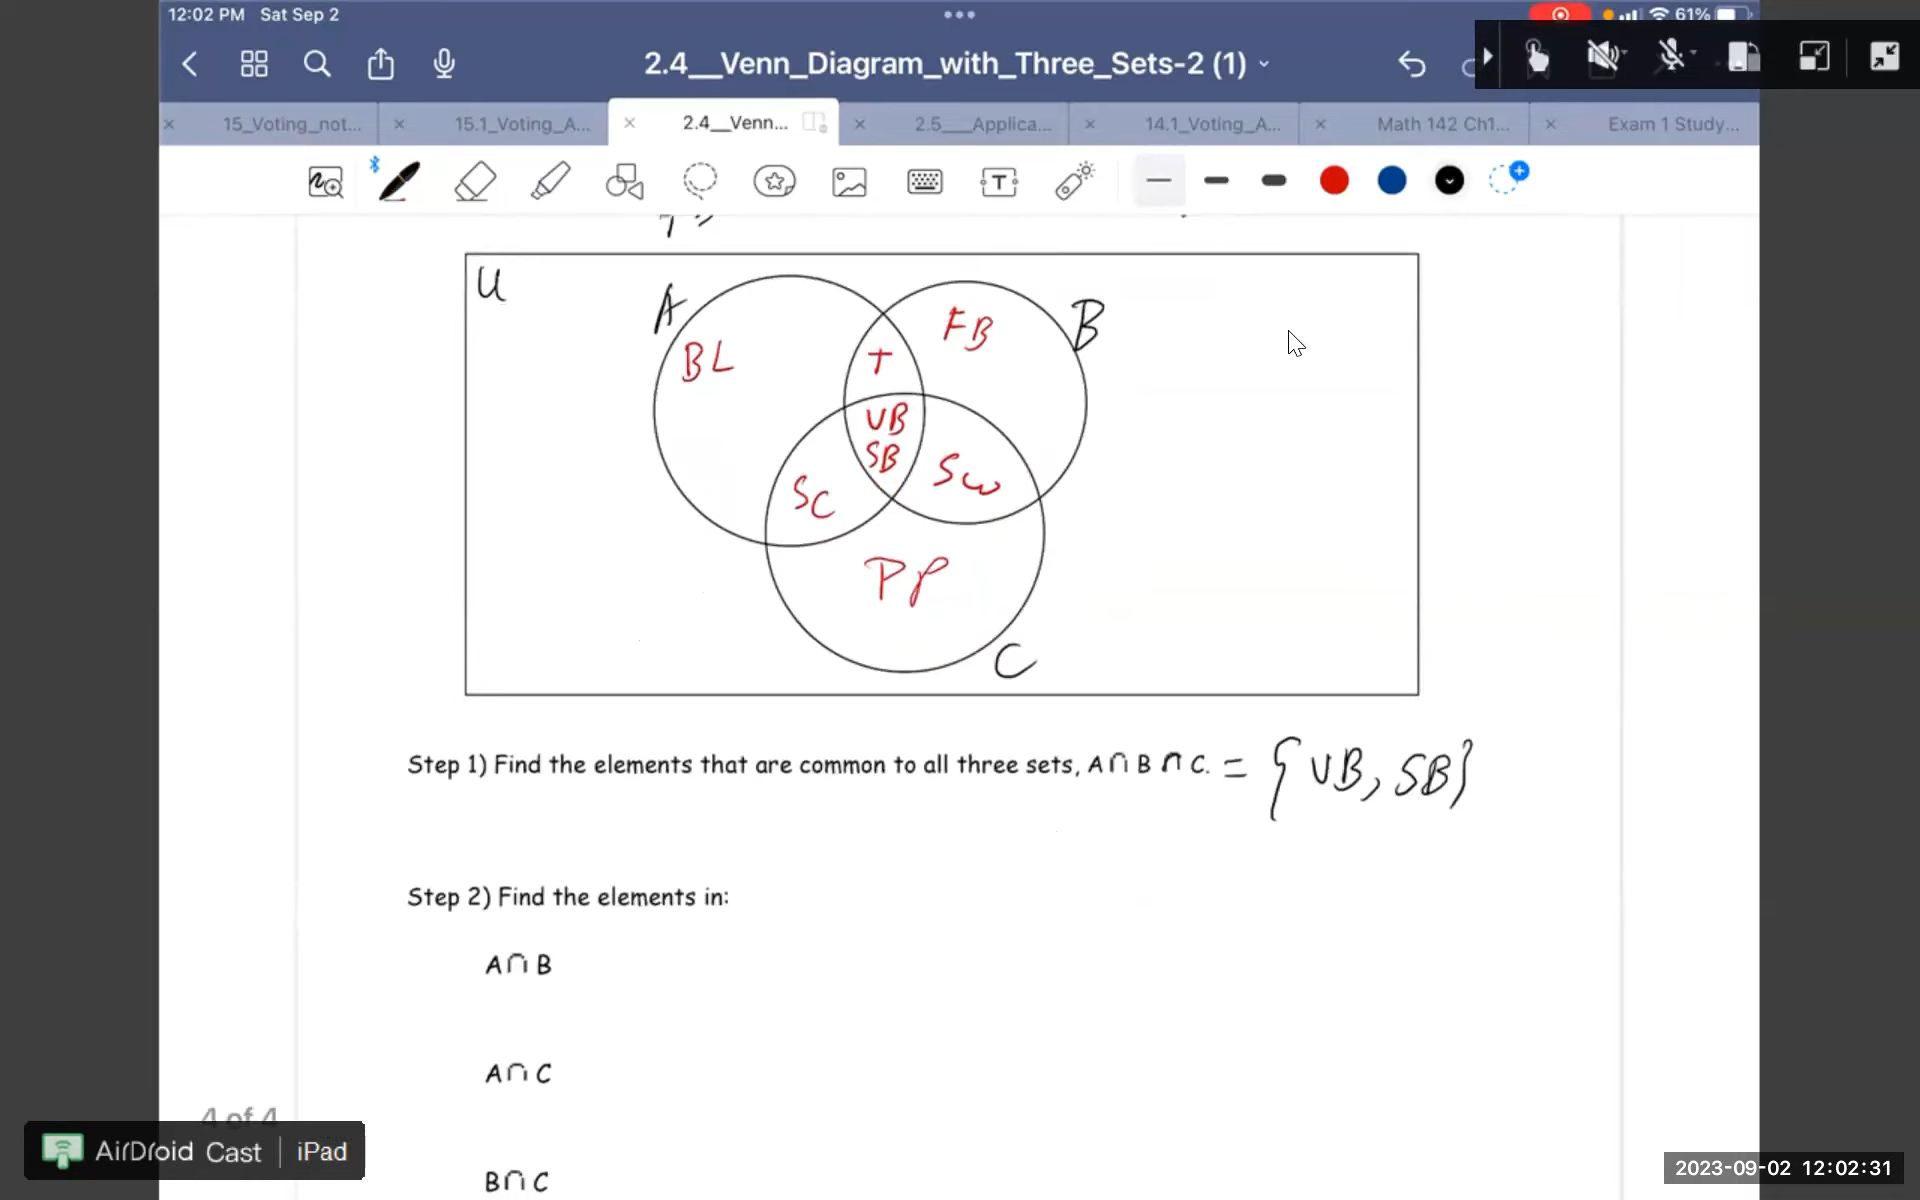 12:02 PM Sat Sep 2
61%
2.4__Venn_Diagram_with_Three_Sets-2 (1)
15_Voting_not... 15.1_Voting_A... 2.4__Venn... 2.5___Applica... 14.1_Voting_A... Math 142 Ch1... Exam 1 Study...
T
U
A
B
BL
T
FB
VB
SB
SC
Sw
PP
C
Step 1) Find the elements that are common to all three sets, A∩B∩C. = {VB, SB}
Step 2) Find the elements in:
A∩B
A∩C
B∩C
4 of 4
AirDroid Cast | iPad
2023-09-02 12:02:31